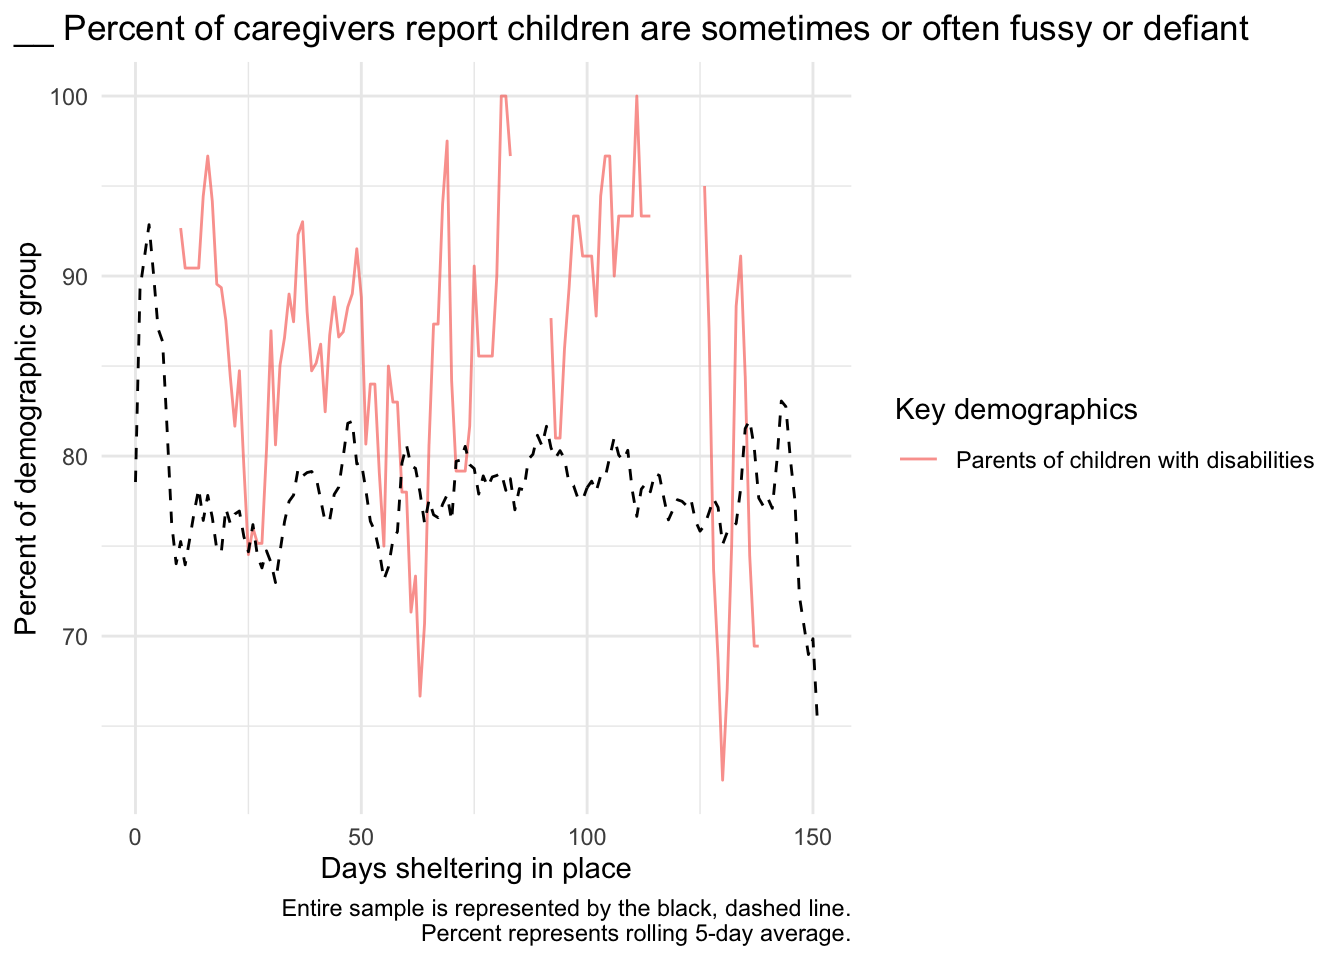 __ Percent of caregivers report children are sometimes or often fussy or defiant
Percent of demographic group
100
90
80
70
0
50
100
150
Days sheltering in place
Key demographics
Parents of children with disabilities
Entire sample is represented by the black, dashed line.
Percent represents rolling 5-day average.